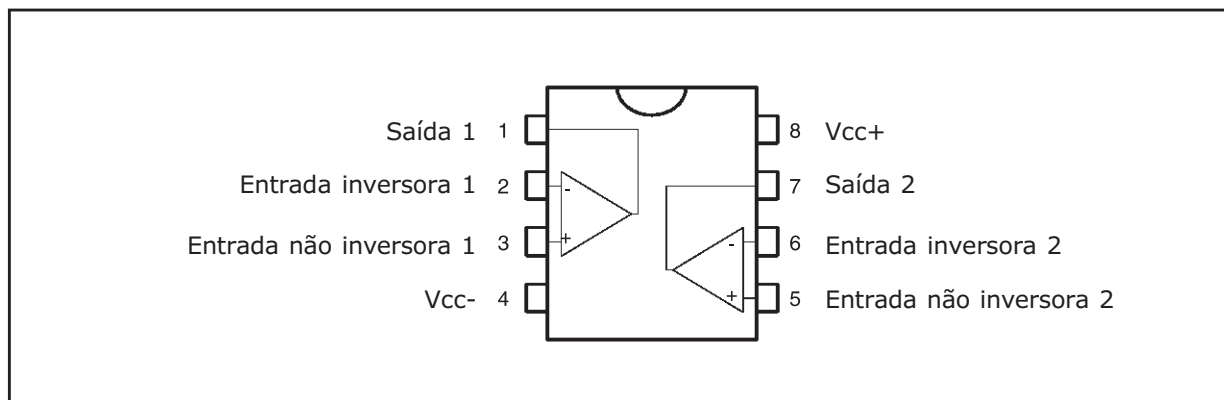 Saída 1 1
Entrada inversora 1 2
Entrada não inversora 1 3
Vcc- 4
8 Vcc+
7 Saída 2
6 Entrada inversora 2
5 Entrada não inversora 2
-
+
-
+